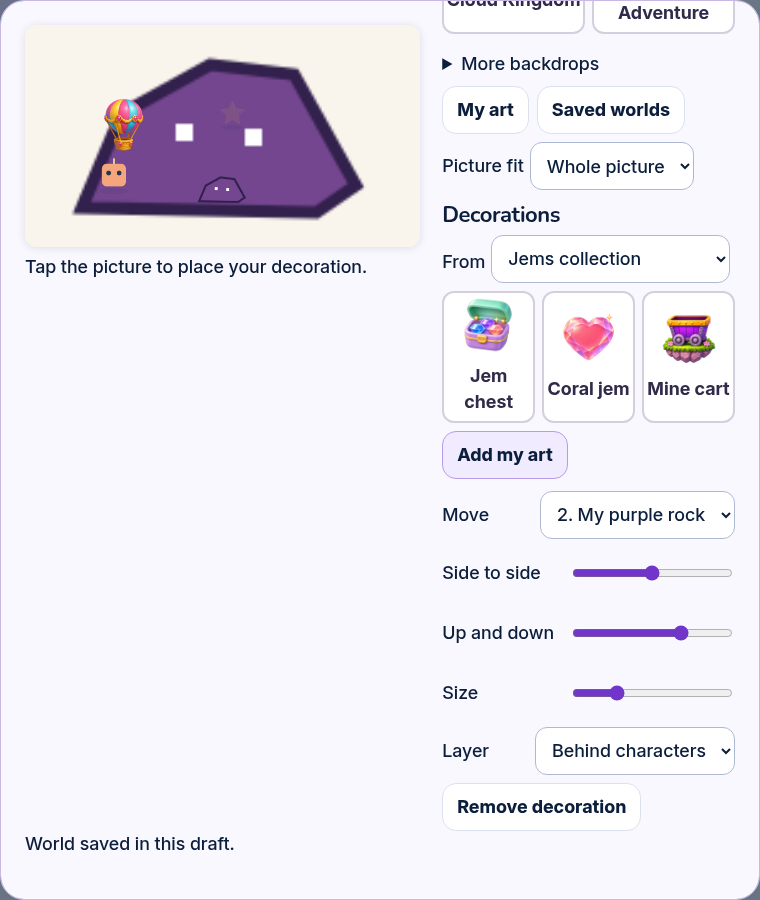 Cloud Kingdom
Adventure
▶ More backdrops
My art
Saved worlds
Picture fit
Whole picture
Tap the picture to place your decoration.
Decorations
From
Jems collection
Jem
chest
Coral jem
Mine cart
Add my art
Move
2. My purple rock
Side to side
Up and down
Size
Layer
Behind characters
Remove decoration
World saved in this draft.